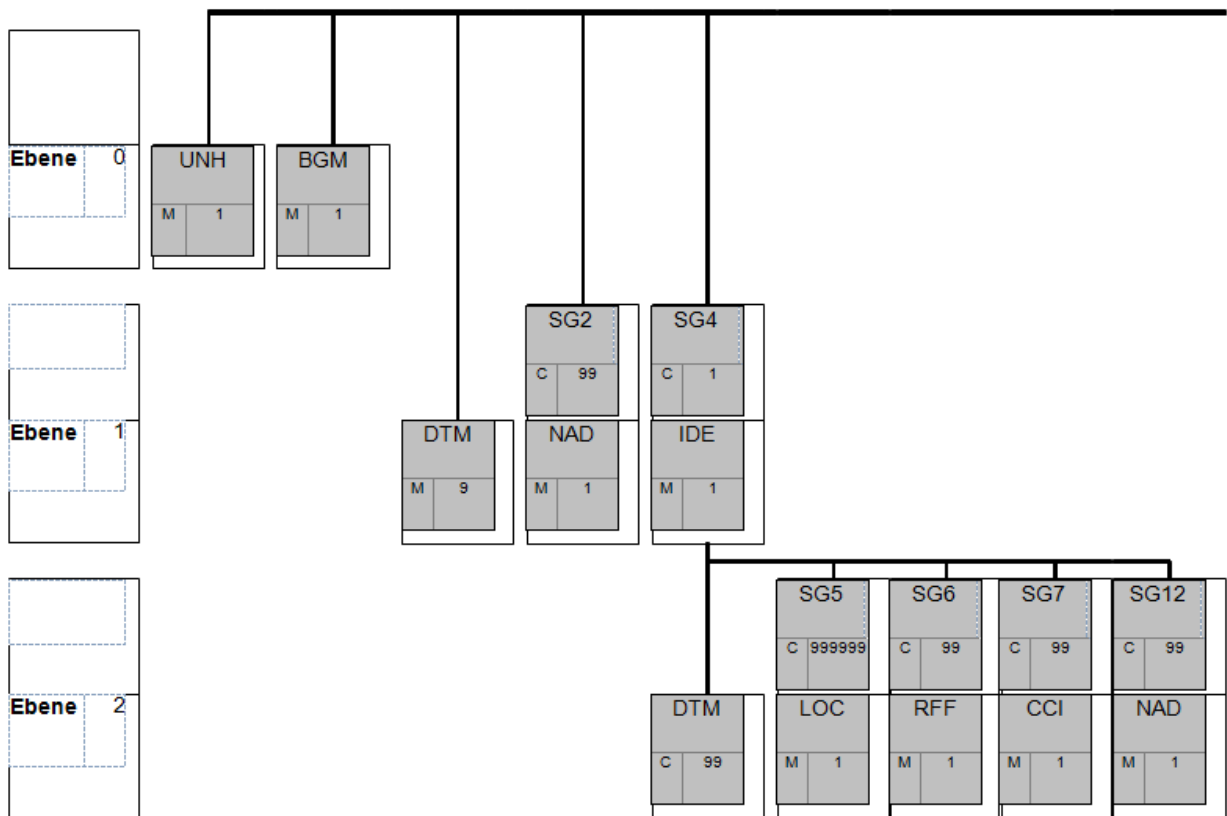 Ebene 0 UNH BGM
M 1 M 1
SG2 SG4
C 99 C 1
Ebene 1 DTM NAD IDE
M 9 M 1 M 1
SG5 SG6 SG7 SG12
C 999999 C 99 C 99 C 99
Ebene 2 DTM LOC RFF CCI NAD
C 99 M 1 M 1 M 1 M 1